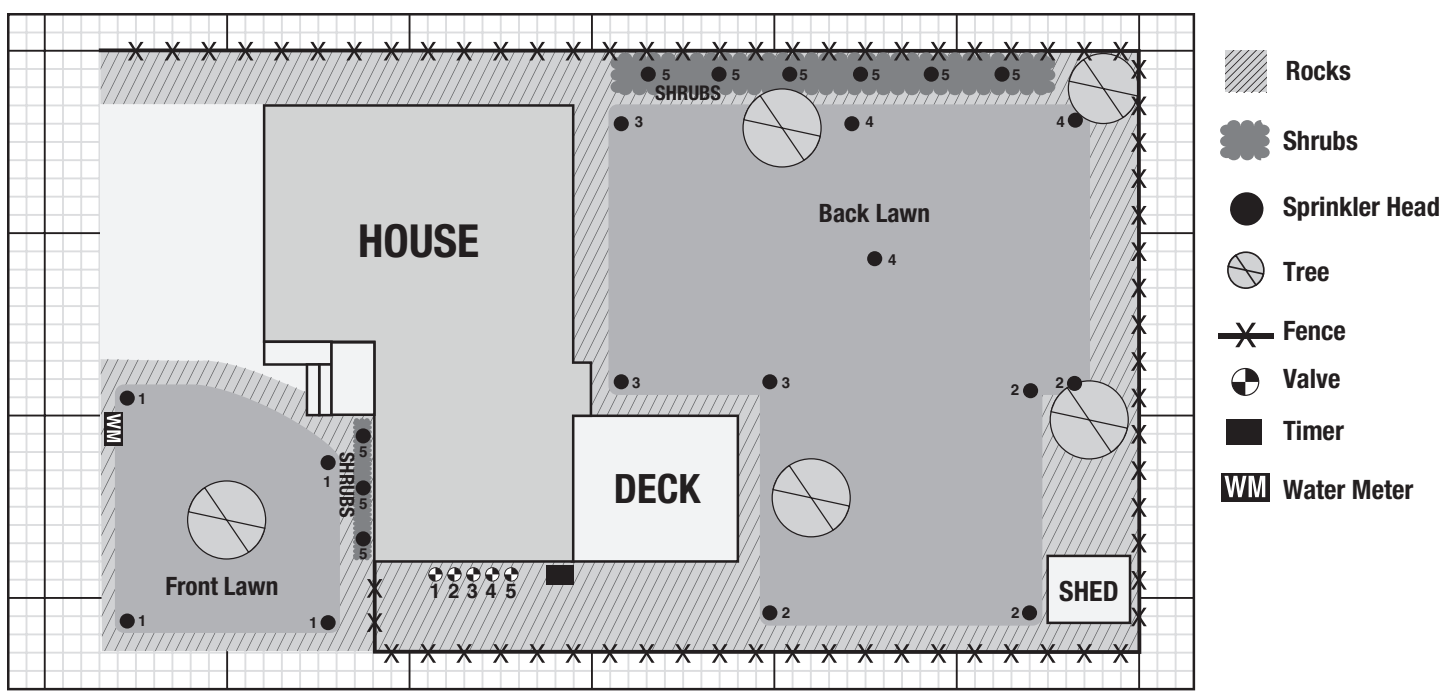 5 5 5 5 5 5
SHRUBS
3 4 4
HOUSE
Back Lawn
4
3 3 2 2
1
WM
5
SHRUBS
1
5
DECK
5
Front Lawn
1 2 3 4 5
SHED
1 1 2 2
Rocks
Shrubs
Sprinkler Head
Tree
Fence
Valve
Timer
WM Water Meter